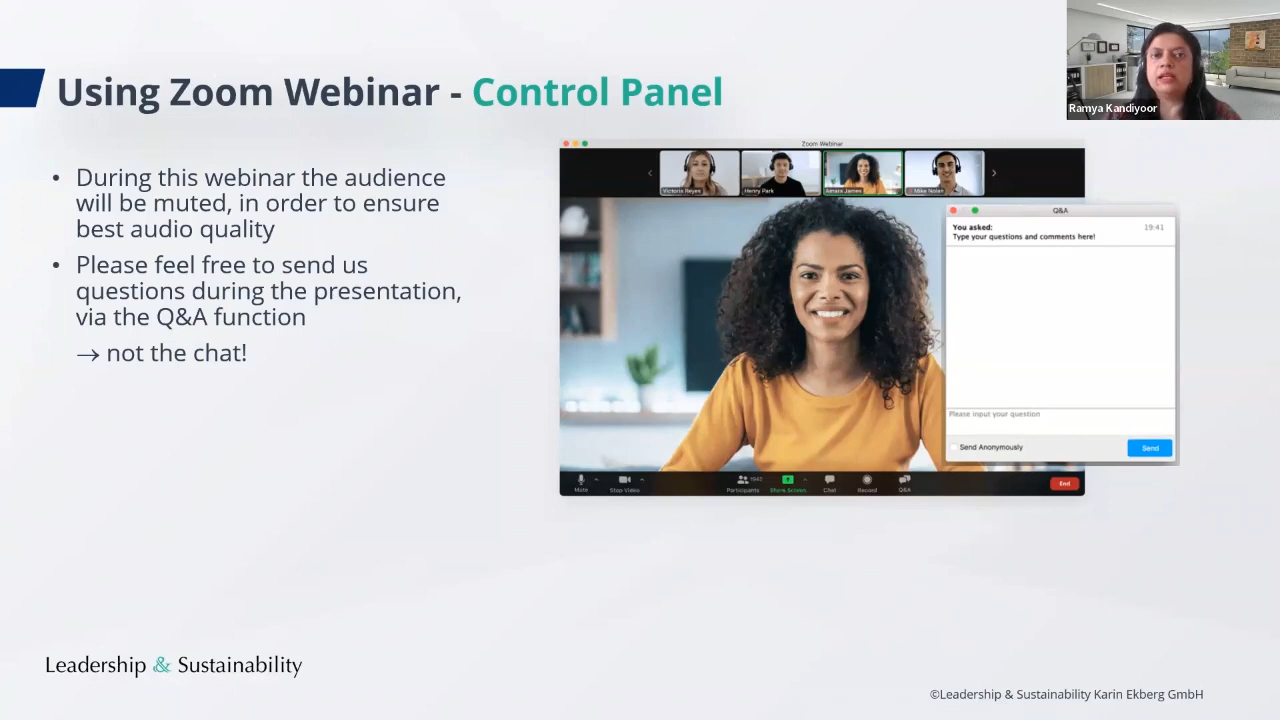 Ramya Kandiyoor
Using Zoom Webinar - Control Panel
• During this webinar the audience
will be muted, in order to ensure
best audio quality
• Please feel free to send us
questions during the presentation,
via the Q&A function
→ not the chat!
Zoom Webinar
Victoria Reyes
Henry Park
Amara James
Mike Nolan
Q&A
You asked:
19:41
Type your questions and comments here!
Please input your question
Send Anonymously
Send
Mute
Stop Video
Participants
1947
Share Screen
Chat
Record
Q&A
End
Leadership & Sustainability
©Leadership & Sustainability Karin Ekberg GmbH